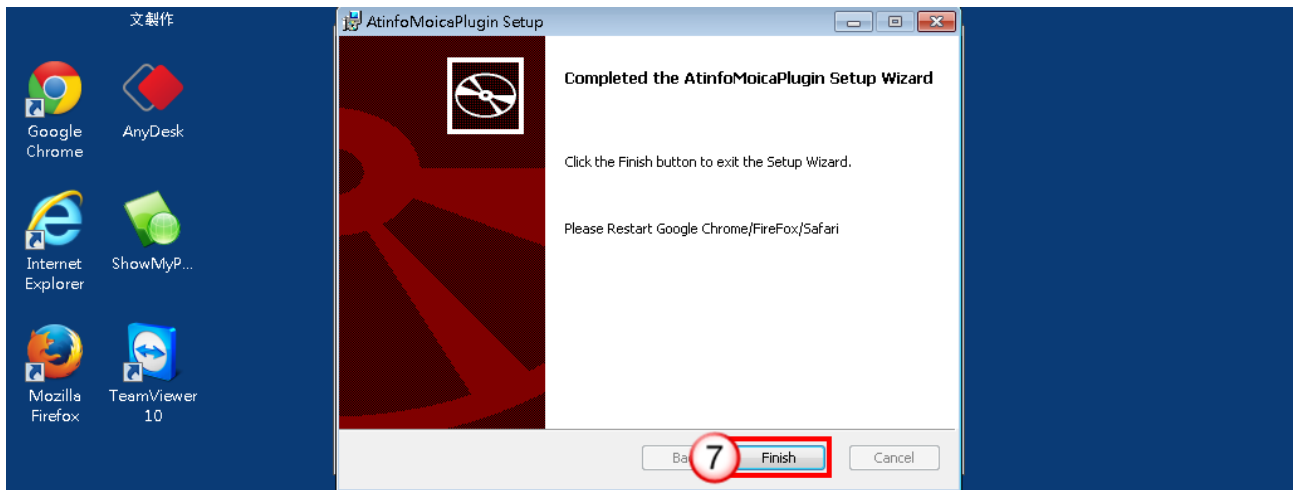 文製作
Google
Chrome
AnyDesk
Internet
Explorer
ShowMyP...
Mozilla
Firefox
TeamViewer
10
AtinfoMoicaPlugin Setup
Completed the AtinfoMoicaPlugin Setup Wizard
Click the Finish button to exit the Setup Wizard.
Please Restart Google Chrome/FireFox/Safari
7
Finish
Cancel